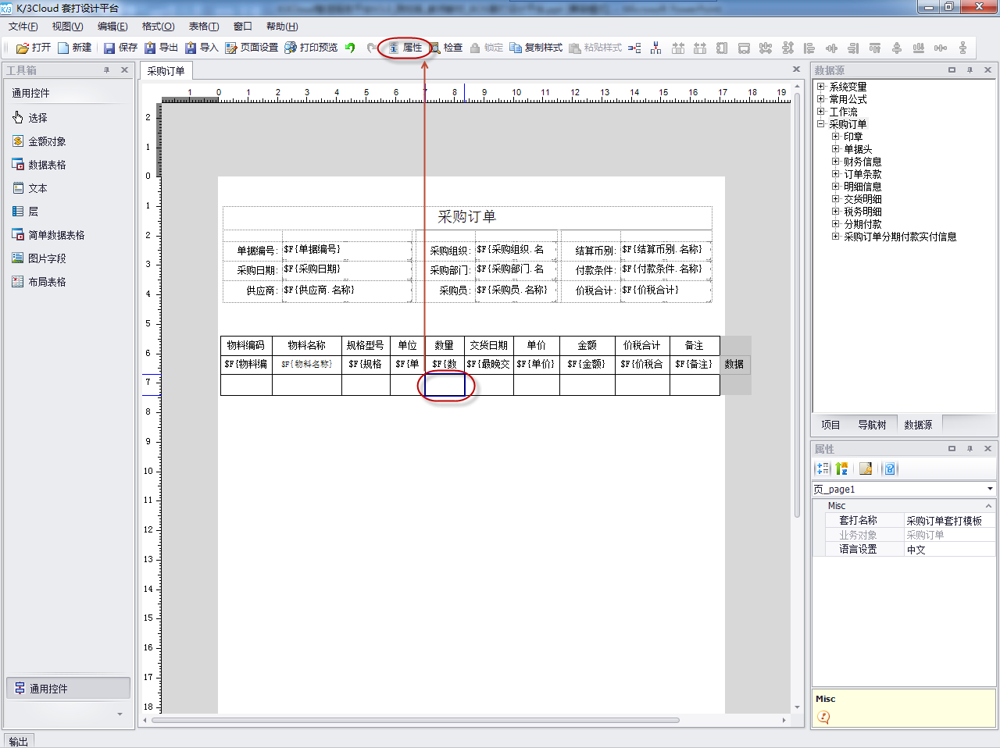 K/3 K/3Cloud 套打设计平台
文件(F) 视图(V) 编辑(E) 格式(O) 表格(T) 窗口 帮助(H)
打开 新建 保存 导出 导入 页面设置 打印预览 属性 检查 锁定 复制样式 粘贴样式
工具箱
通用控件
选择
金额对象
数据表格
文本
层
简单数据表格
图片字段
布局表格
通用控件
输出
采购订单
1 0 1 2 3 4 5 6 7 8 9 10 11 12 13 14 15 16 17 18 19
2
1
0
1
2
3
4
5
6
7
8
9
10
11
12
13
14
15
16
17
18
采购订单
单据编号: $F{单据编号} 采购组织: $F{采购组织.名 结算币别: $F{结算币别.名称}
采购日期: $F{采购日期} 采购部门: $F{采购部门.名 付款条件: $F{付款条件.名称}
供应商: $F{供应商.名称} 采购员: $F{采购员.名称} 价税合计: $F{价税合计}
物料编码 物料名称 规格型号 单位 数量 交货日期 单价 金额 价税合计 备注
$F{物料编 $F{物料名称} $F{规格 $F{单 $F{数 $F{最晚交 $F{单价} $F{金额} $F{价税合 $F{备注} 数据
数据源
系统变量
常用公式
工作流
采购订单
印章
单据头
财务信息
订单条款
明细信息
交货明细
税务明细
分期付款
采购订单分期付款实付信息
项目 导航树 数据源
属性
页_page1
Misc
套打名称 采购订单套打模板
业务对象 采购订单
语言设置 中文
Misc